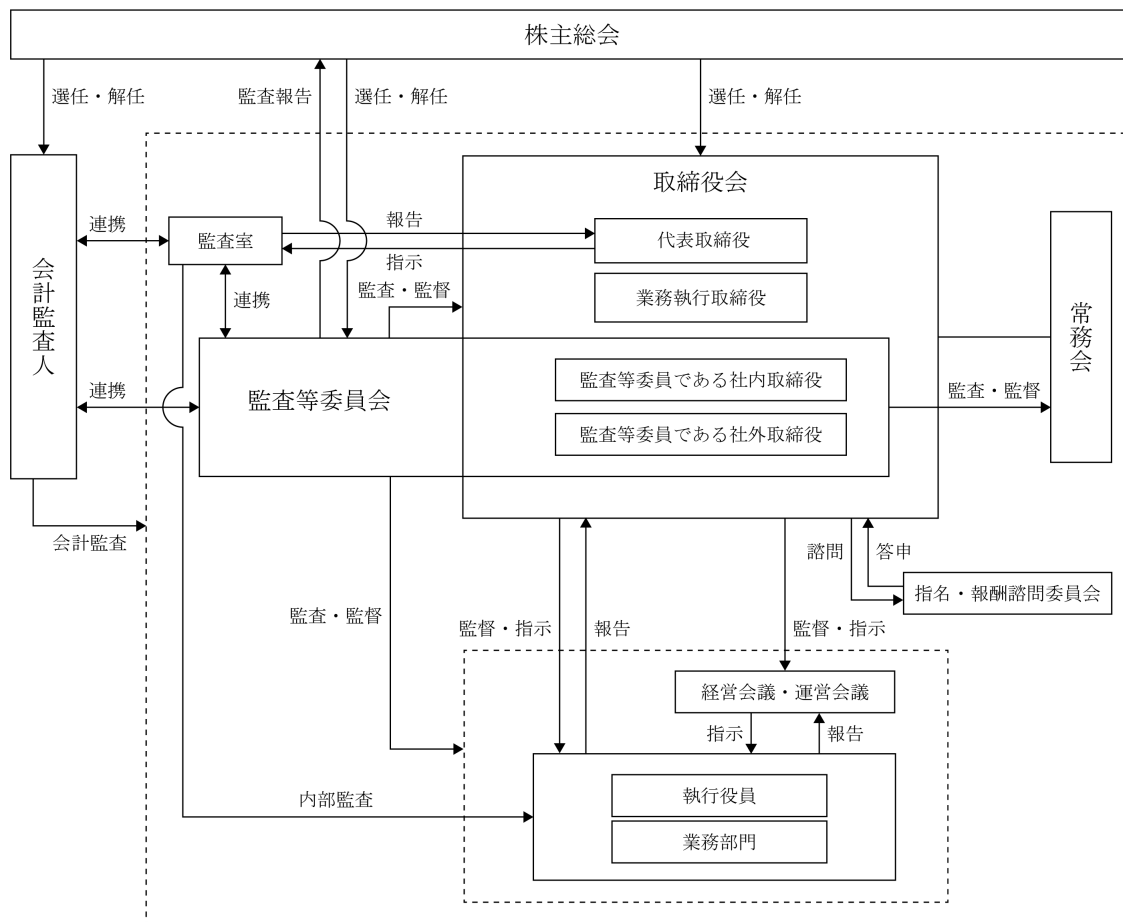 株主総会
選任・解任
監査報告
選任・解任
選任・解任
取締役会
連携
監査室
報告
指示
代表取締役
業務執行取締役
会計監査人
連携
監査・監督
常務会
監査等委員会
監査等委員である社内取締役
監査等委員である社外取締役
連携
監査・監督
会計監査
諮問
答申
指名・報酬諮問委員会
監査・監督
監督・指示
報告
監督・指示
経営会議・運営会議
指示
報告
内部監査
執行役員
業務部門